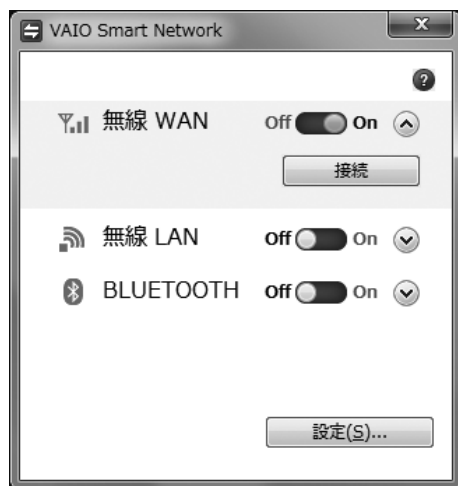 VAIO Smart Network
x
?
無線 WAN Off On
接続
無線 LAN Off On
BLUETOOTH Off On
設定(S)...